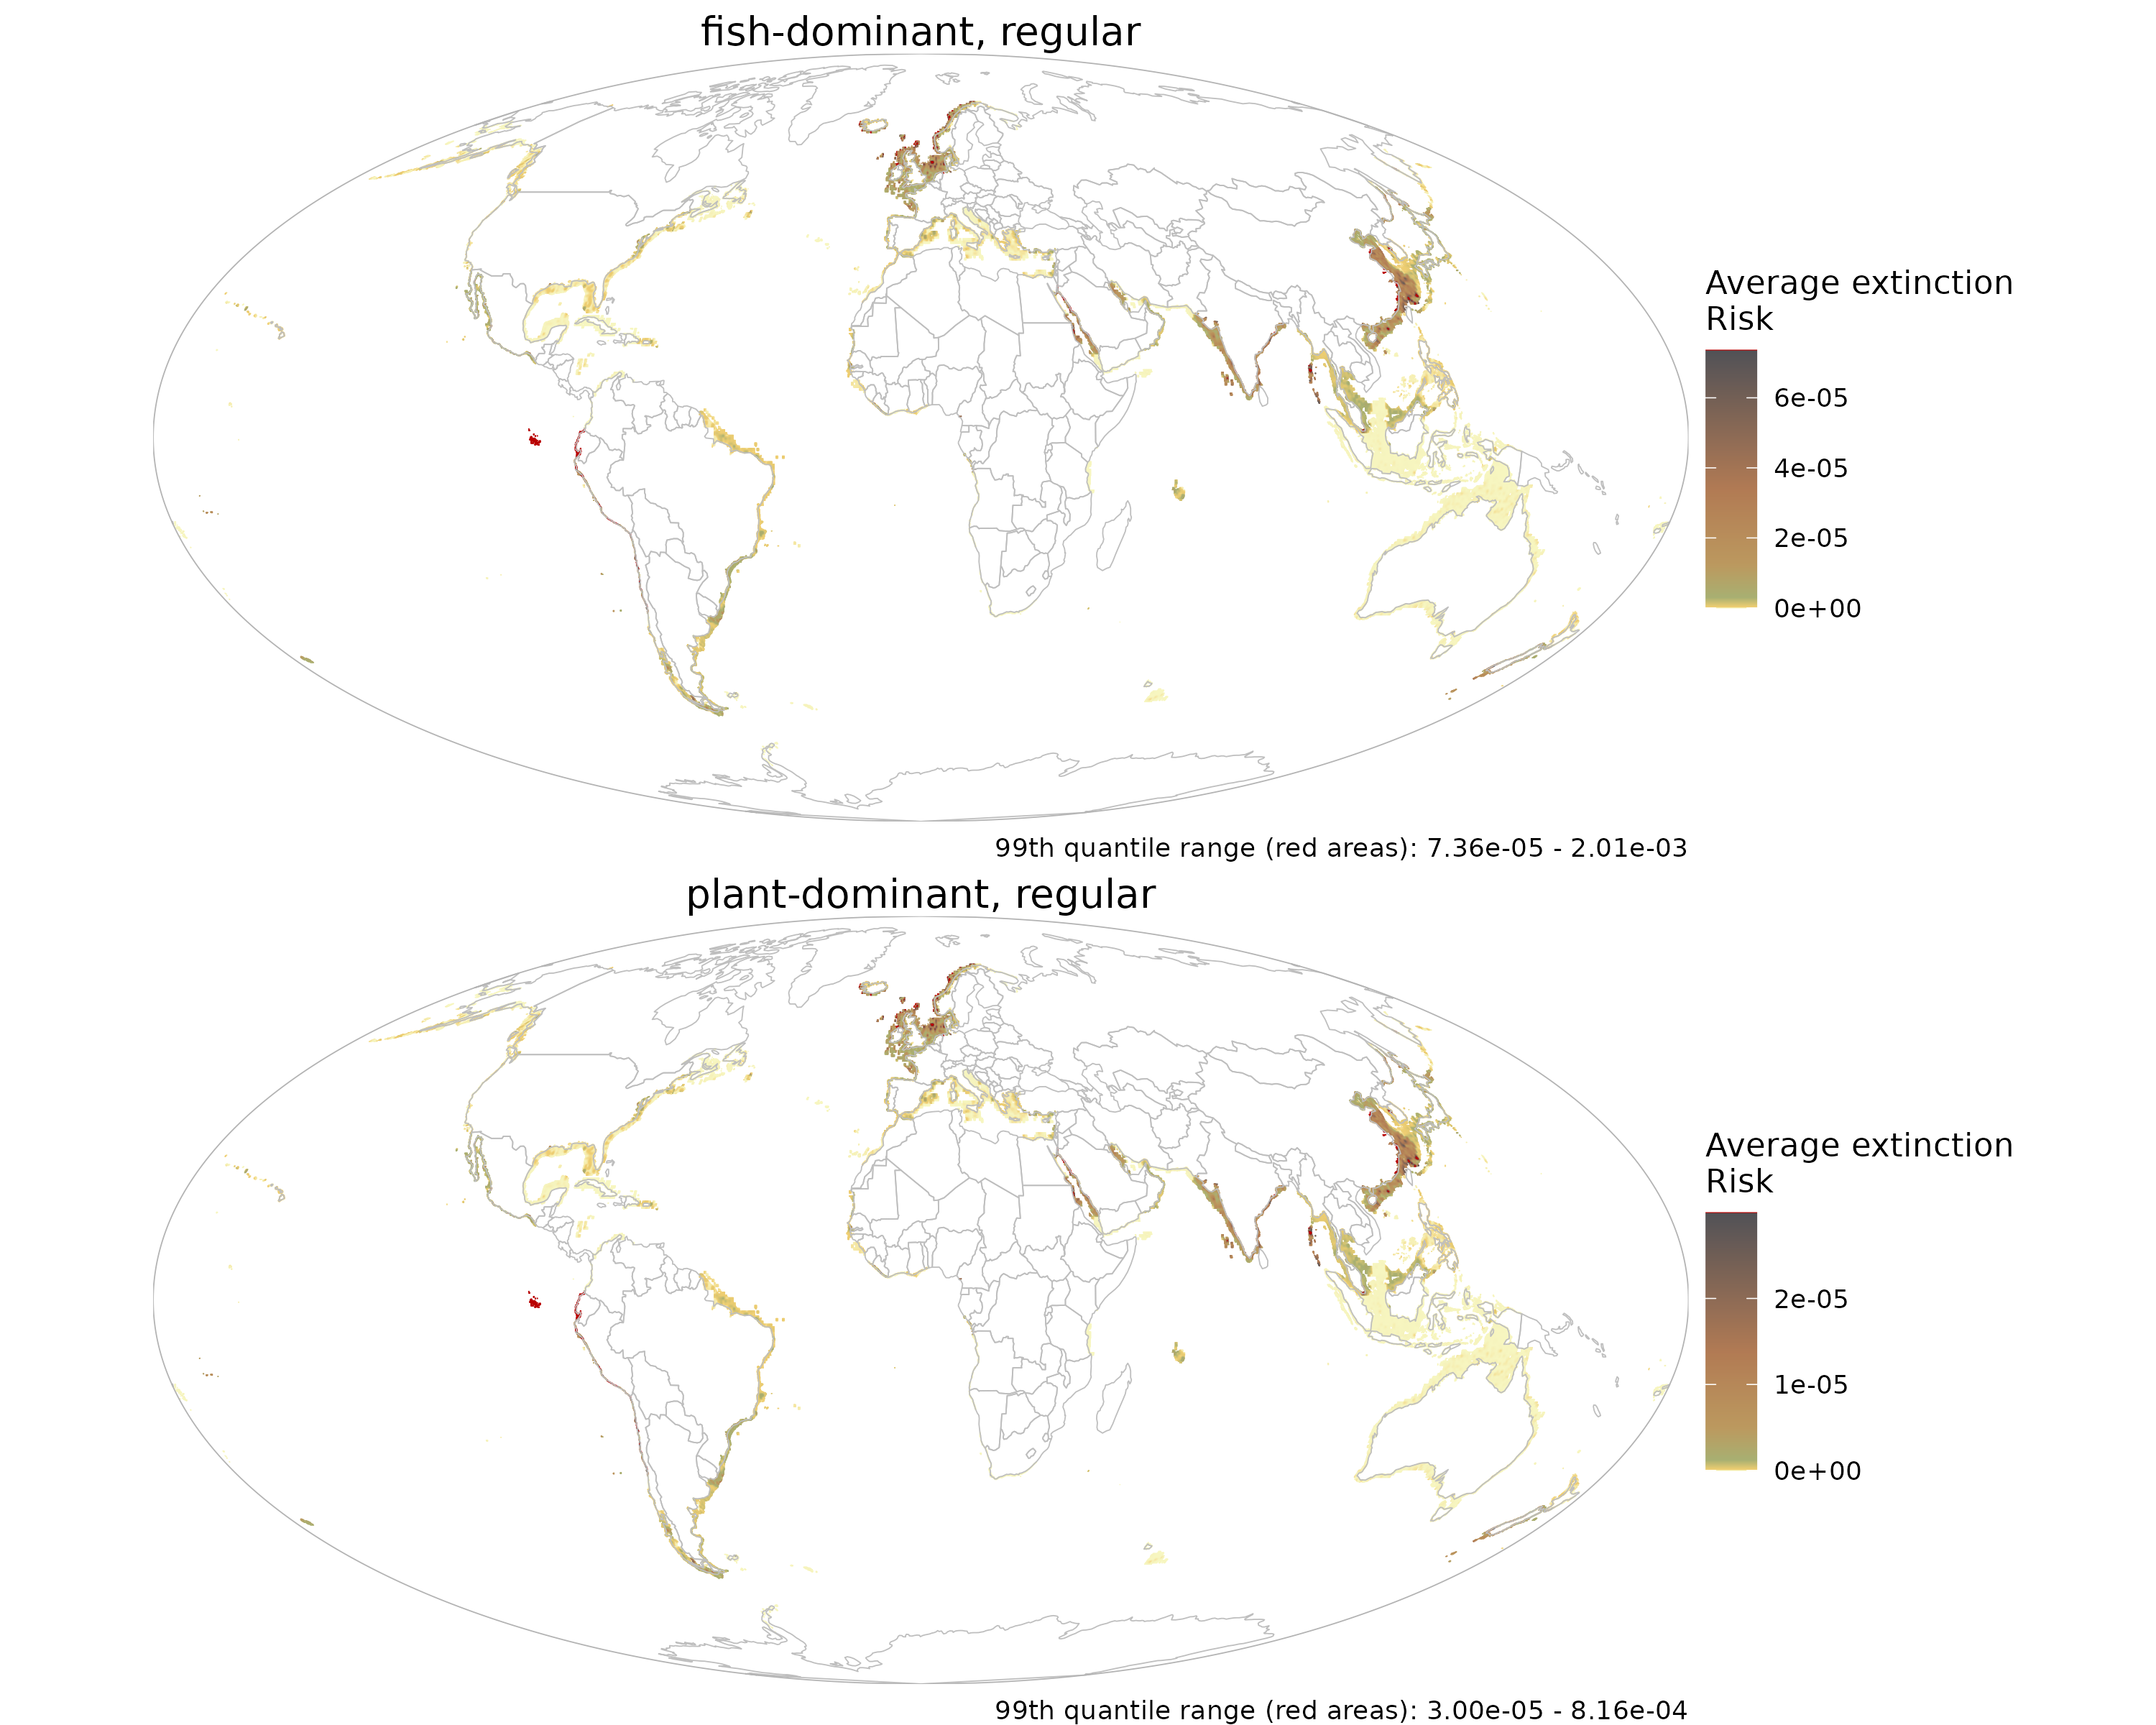 fish-dominant, regular
Average extinction
Risk
6e-05
4e-05
2e-05
0e+00
99th quantile range (red areas): 7.36e-05 - 2.01e-03
plant-dominant, regular
Average extinction
Risk
2e-05
1e-05
0e+00
99th quantile range (red areas): 3.00e-05 - 8.16e-04